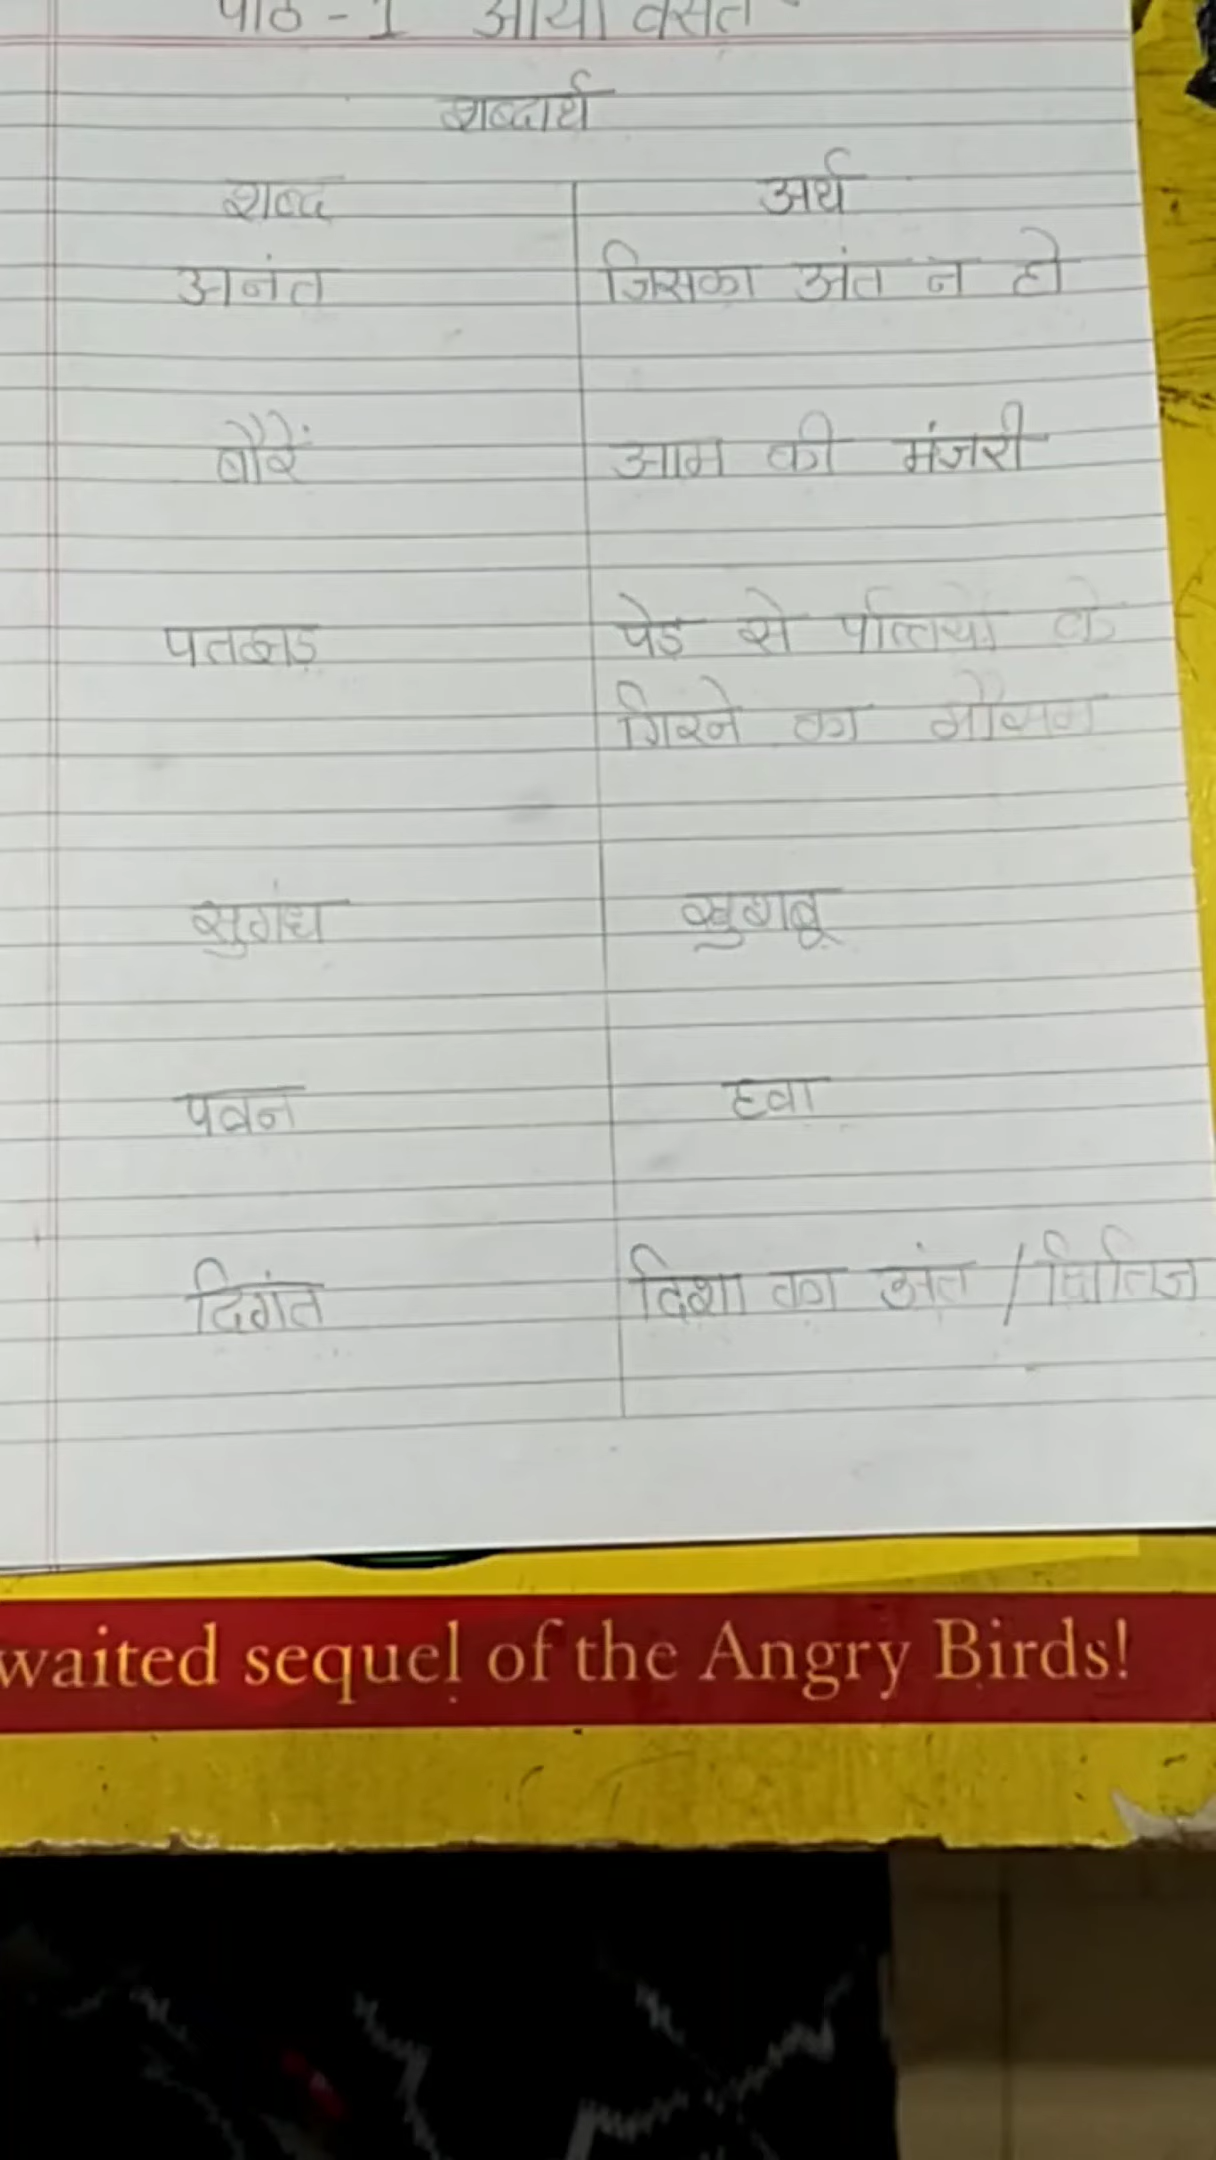 पाठ - 1 आया वसंत
शब्दार्थ
शब्द अर्थ
अनंत जिसका अंत न हो
बौरें आम की मंजरी
पतझड़ पेड़ से पत्तियों के
गिरने का मौसम
सुगंध खुशबू
पवन हवा
दिगंत दिशा का अंत / क्षितिज
waited sequel of the Angry Birds!